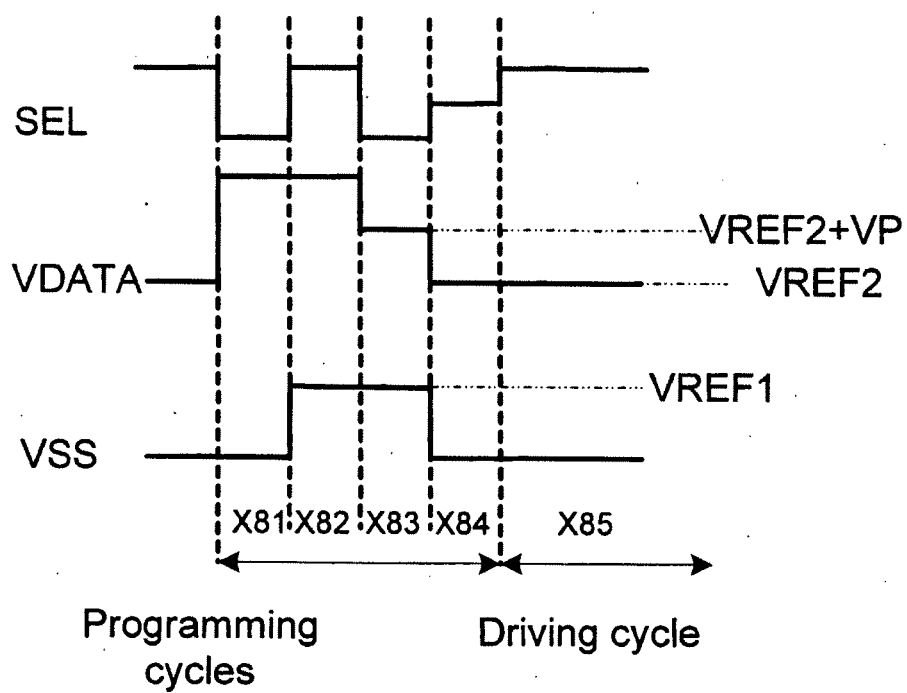 SEL
VREF2+VP
VDATA
VREF2
VREF1
VSS
X81 X82 X83 X84 X85
Programming
cycles
Driving cycle